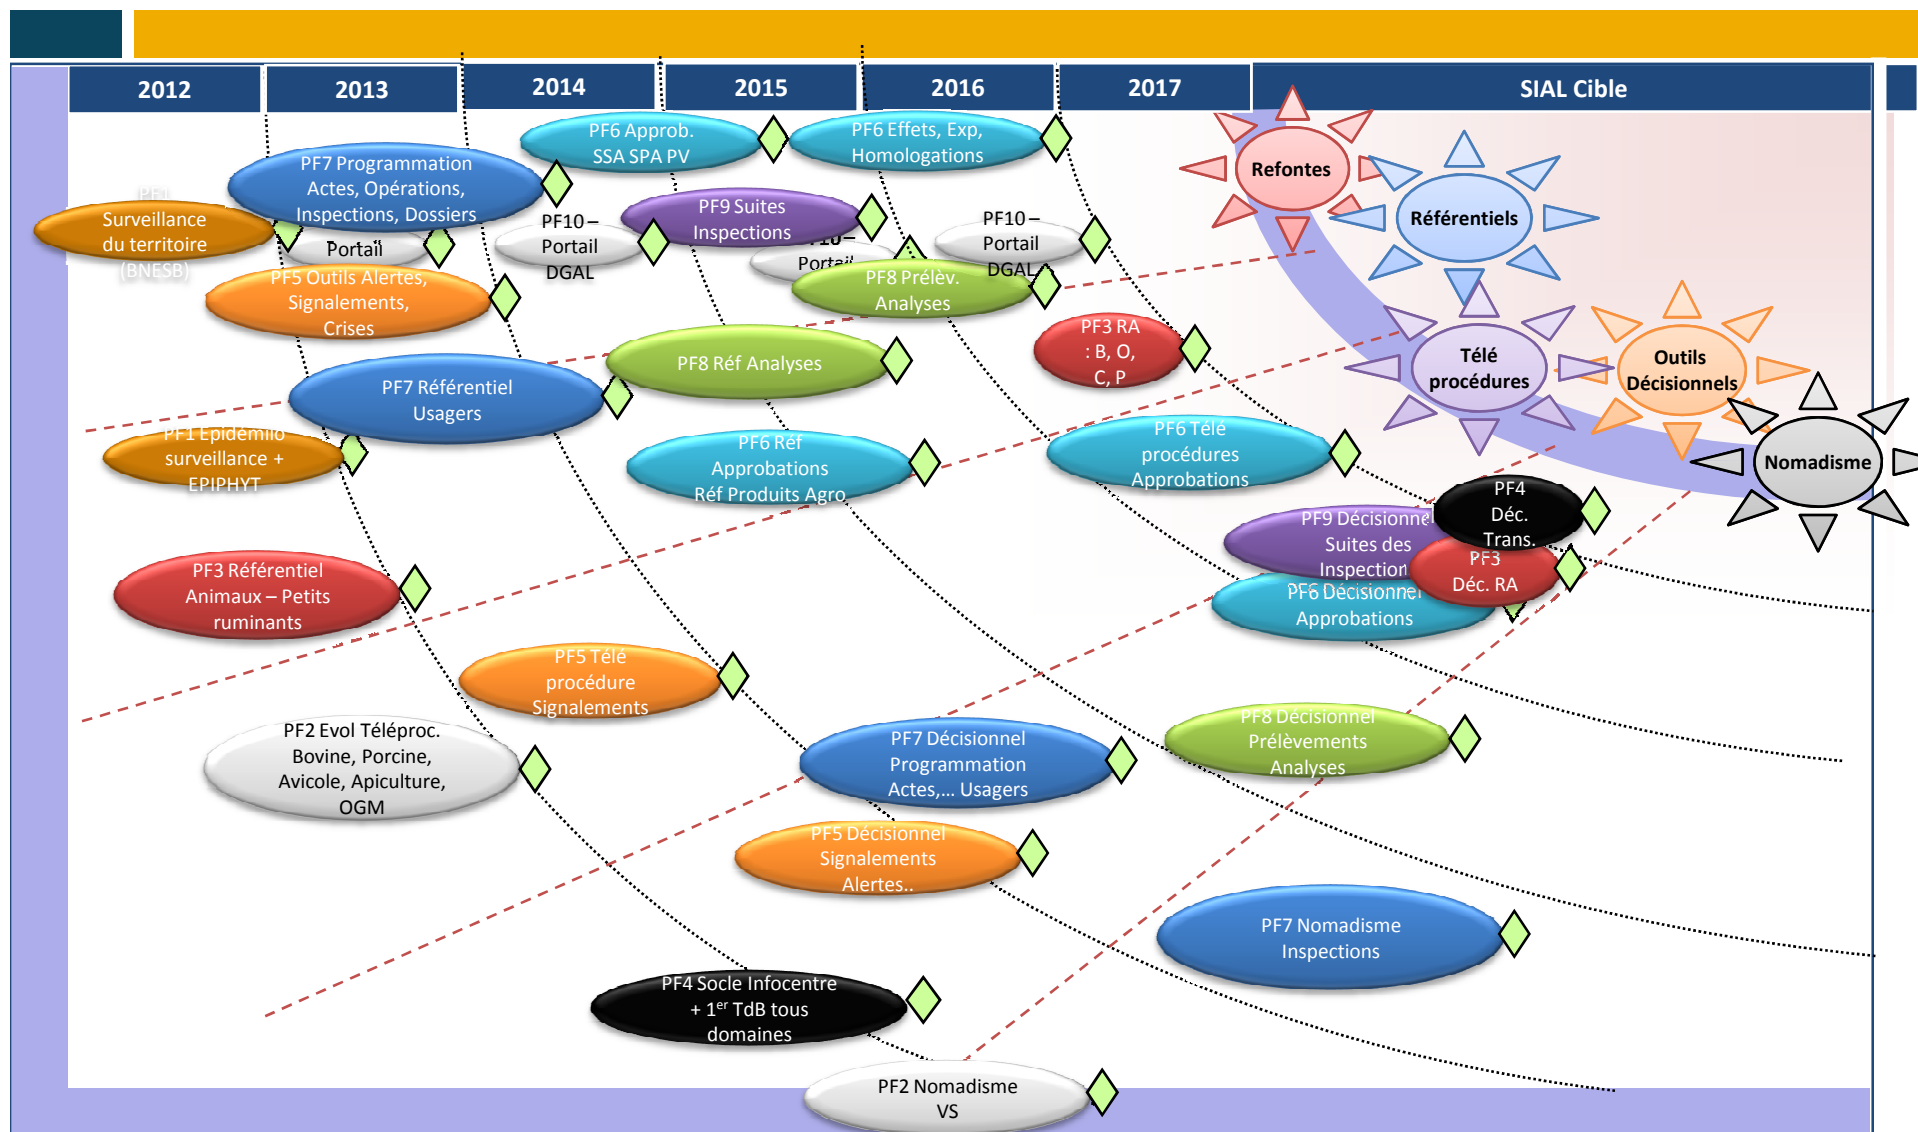 2012
2013
2014
2015
2016
2017
SIAL Cible
PF6 Approb.
SSA SPA PV
PF6 Effets, Exp,
Homologations
PF7 Programmation
Actes, Opérations,
Inspections, Dossiers
PF1
Surveillance
du territoire
(BNESB)
Portail
PF10 –
Portail
DGAL
PF9 Suites
Inspections
PF10–
Portail
PF10 –
Portail
DGAL
PF5 Outils Alertes,
Signalements,
Crises
PF8 Prélèv.
Analyses
Refontes
Référentiels
PF3 RA
: B, O,
C, P
PF8 Réf Analyses
PF7 Référentiel
Usagers
Télé
procédures
Outils
Décisionnels
Nomadisme
PF1 Epidémio
surveillance +
EPIPHYT
PF6 Réf
Approbations
Réf Produits Agro
PF6 Télé
procédures
Approbations
PF4
Déc.
Trans.
PF9 Décisionnel
Suites des
Inspection
PF3
Déc. RA
PF6 Décisionnel
Approbations
PF3 Référentiel
Animaux – Petits
ruminants
PF5 Télé
procédure
Signalements
PF2 Evol Téléproc.
Bovine, Porcine,
Avicole, Apiculture,
OGM
PF7 Décisionnel
Programmation
Actes,... Usagers
PF8 Décisionnel
Prélèvements
Analyses
PF5 Décisionnel
Signalements
Alertes..
PF7 Nomadisme
Inspections
PF4 Socle Infocentre
+ 1er TdB tous
domaines
PF2 Nomadisme
VS